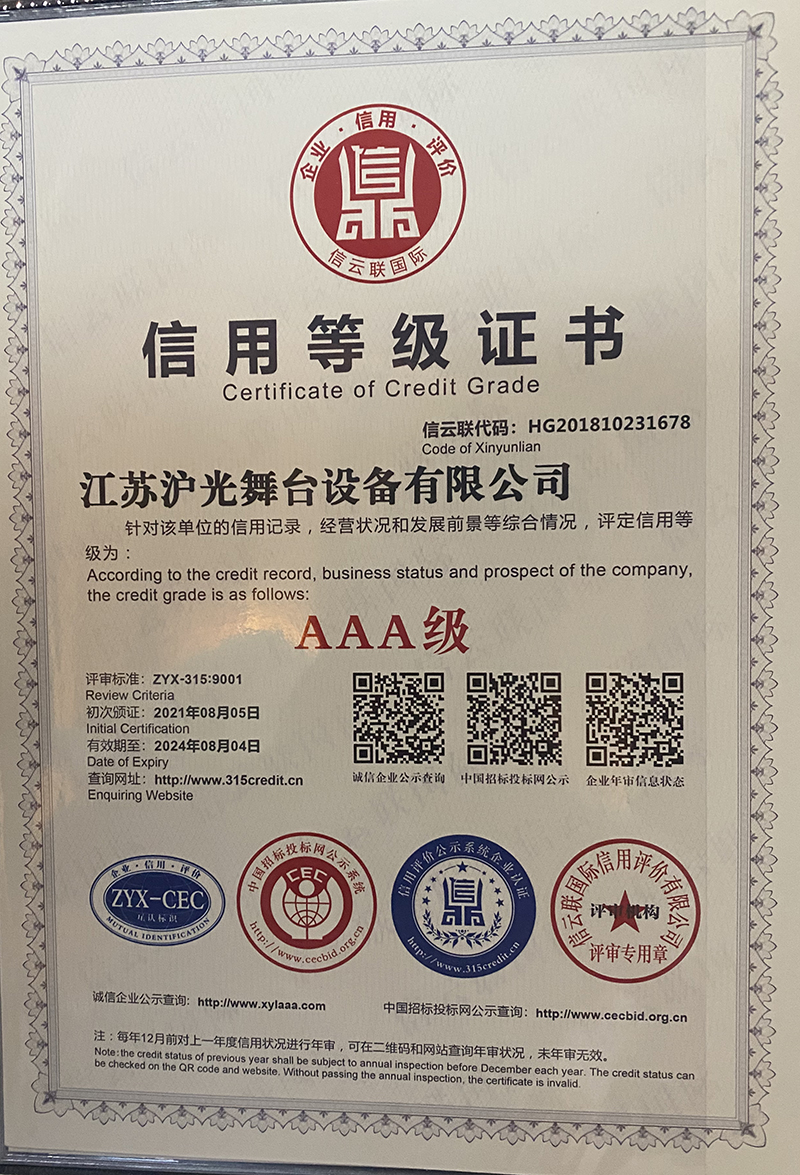 企业·信用·评价
信
信云联国际
信用等级证书
Certificate of Credit Grade
信云联代码：HG201810231678
Code of Xinyunlian
江苏沪光舞台设备有限公司
针对该单位的信用记录，经营状况和发展前景等综合情况，评定信用等
级为：
According to the credit record, business status and prospect of the company,
the credit grade is as follows:
AAA级
评审标准：ZYX-315:9001
Review Criteria
初次颁证：2021年08月05日
Initial Certification
有效期至：2024年08月04日
Date of Expiry
查询网址：http://www.315credit.cn
Enquiring Website
诚信企业公示查询
中国招标投标网公示
企业年审信息状态
企业·信用·评价
ZYX-CEC
互认标识
MUTUAL IDENTIFICATION
中国招标投标网公示系统
CEC
http://www.cecbid.org.cn
信用评价公示系统企业认证
信
http://www.315credit.cn
信云联国际信用评价有限公司
评审机构
评审专用章
诚信企业公示查询：http://www.xylaaa.com
中国招标投标网公示查询：http://www.cecbid.org.cn
注：每年12月前对上一年度信用状况进行年审，可在二维码和网站查询年审状况，未年审无效。
Note: the credit status of previous year shall be subject to annual inspection before December each year. The credit status can
be checked on the QR code and website. Without passing the annual inspection, the certificate is invalid.